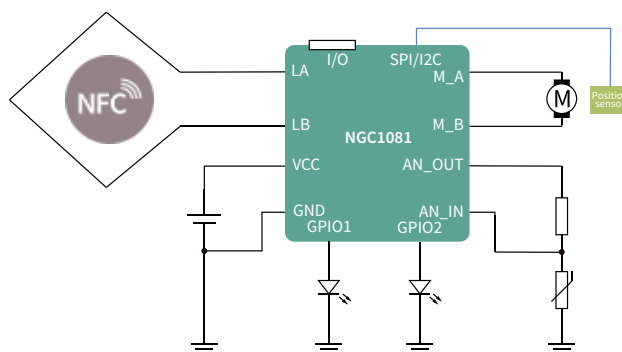 I/O
SPI/I2C
LA
M_A
NFC
M
Positio
senso
LB
M_B
NGC1081
VCC
AN_OUT
GND
AN_IN
GPIO1
GPIO2